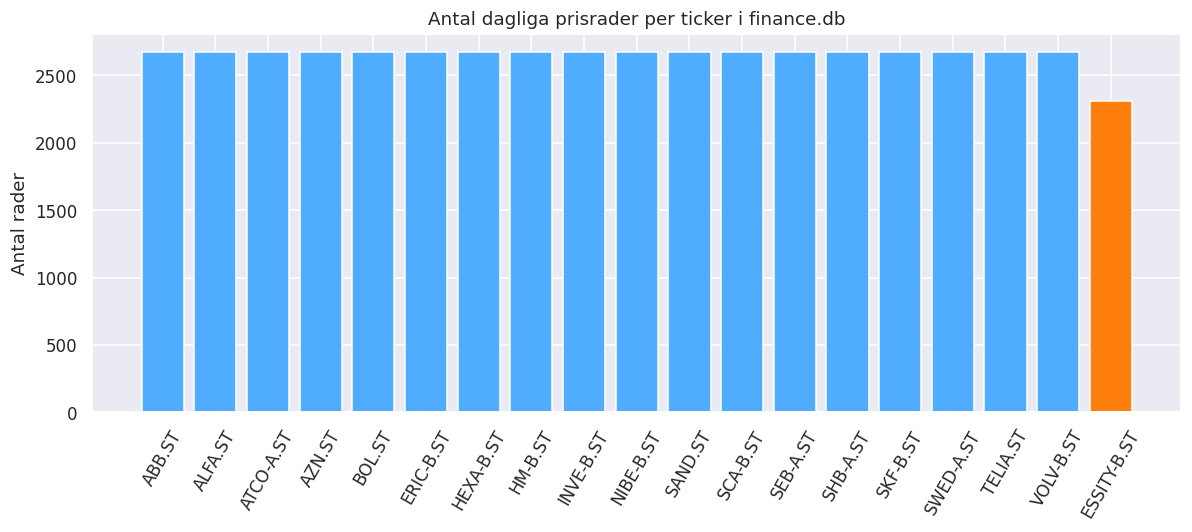 Antal dagliga prisrader per ticker i finance.db
Antal rader
2500
2000
1500
1000
500
0
ABB.ST
ALFA.ST
ATCO-A.ST
AZN.ST
BOL.ST
ERIC-B.ST
HEXA-B.ST
HM-B.ST
INVE-B.ST
NIBE-B.ST
SAND.ST
SCA-B.ST
SEB-A.ST
SHB-A.ST
SKF-B.ST
SWED-A.ST
TELIA.ST
VOLV-B.ST
ESSITY-B.ST